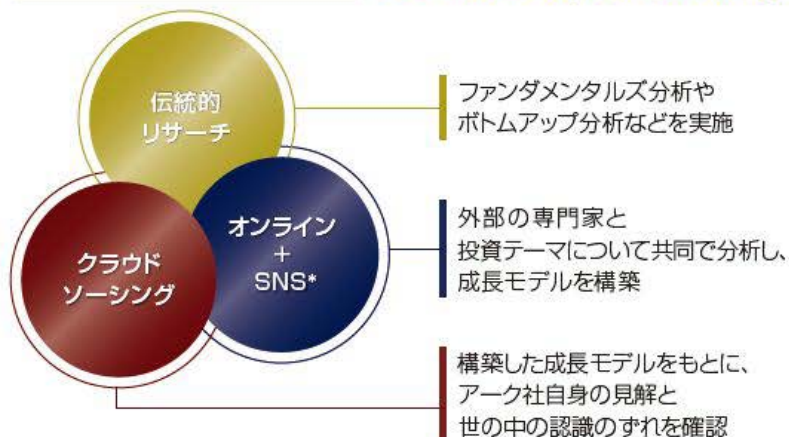 伝統的
リサーチ
ファンダメンタルズ分析や
ボトムアップ分析などを実施
オンライン
+
SNS*
外部の専門家と
投資テーマについて共同で分析し、
成長モデルを構築
クラウド
ソーシング
構築した成長モデルをもとに、
アーク社自身の見解と
世の中の認識のずれを確認